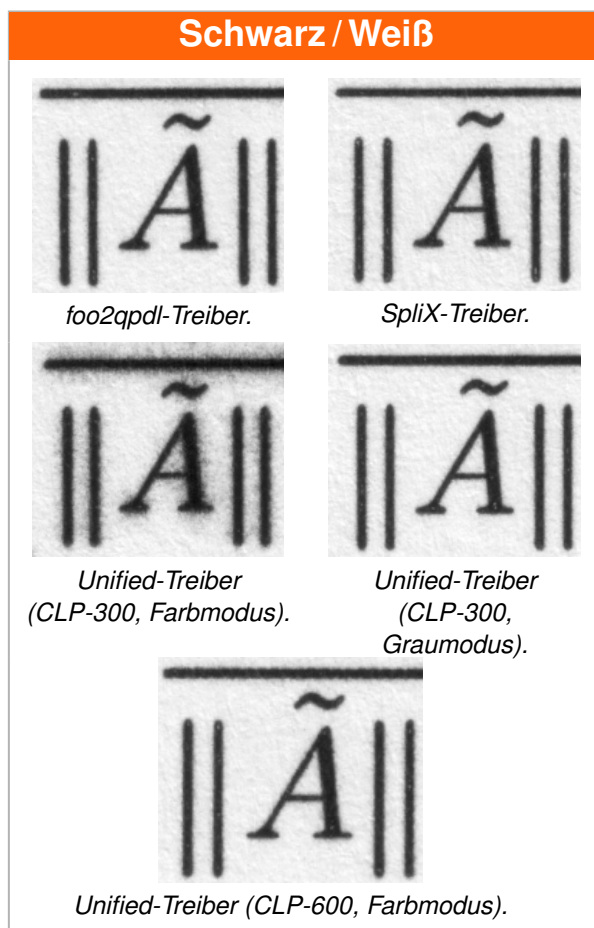 Schwarz / Weiß
Ã
Ã
foo2qpdl-Treiber.
SpliX-Treiber.
Ã
Ã
Unified-Treiber
(CLP-300, Farbmodus).
Unified-Treiber
(CLP-300,
Graumodus).
Ã
Unified-Treiber (CLP-600, Farbmodus).